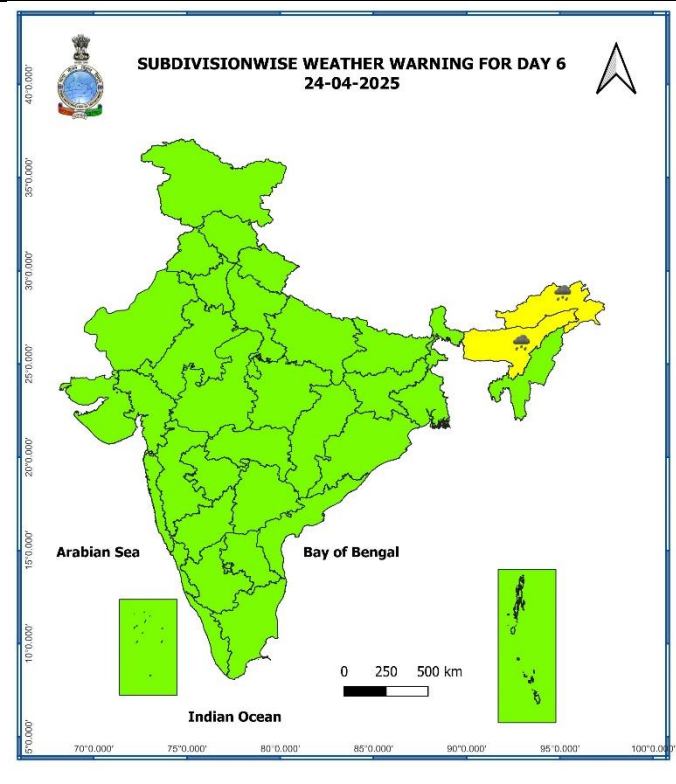 SUBDIVISIONWISE WEATHER WARNING FOR DAY 6
24-04-2025
40°0.000'
35°0.000'
30°0.000'
25°0.000'
20°0.000'
15°0.000'
10°0.000'
5°0.000'
Arabian Sea
Bay of Bengal
0 250 500 km
Indian Ocean
70°0.000' 75°0.000' 80°0.000' 85°0.000' 90°0.000' 95°0.000' 100°0.000'